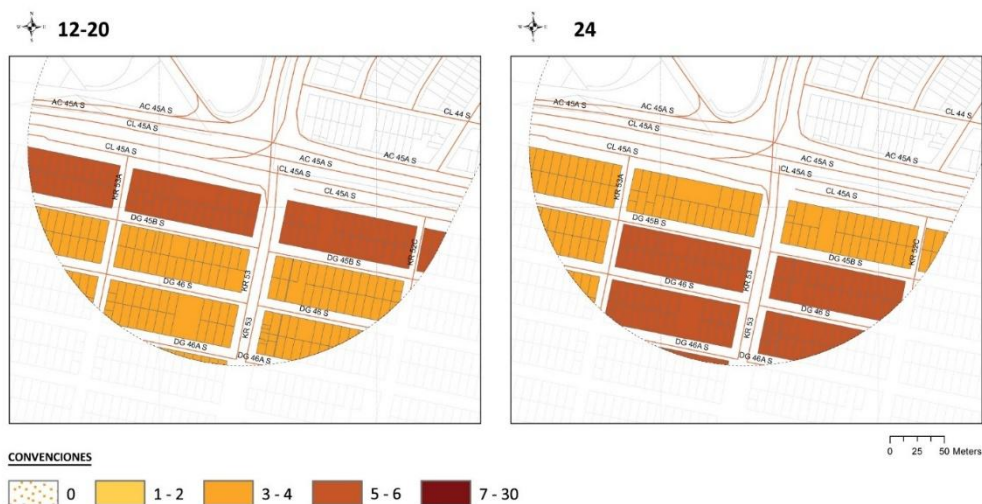 12-20
AC 45A S
AC 45A S
CL 45A S
CL 44 S
CL 45A S
AC 45A S
AC 45A S
CL 45A S
CL 45A S
KR 53A
DG 45B S
DG 45B S
KR 52C
KR 53
DG 46 S
DG 46 S
KR 53
DG 46A S
DG 46A S
24
AC 45A S
AC 45A S
CL 45A S
CL 44 S
CL 45A S
AC 45A S
AC 45A S
CL 45A S
CL 45A S
KR 53A
DG 45B S
DG 45B S
KR 52C
KR 53
DG 46 S
DG 46 S
KR 53
DG 46A S
DG 46A S
0 25 50 Meters
CONVENCIONES
0 1 - 2 3 - 4 5 - 6 7 - 30